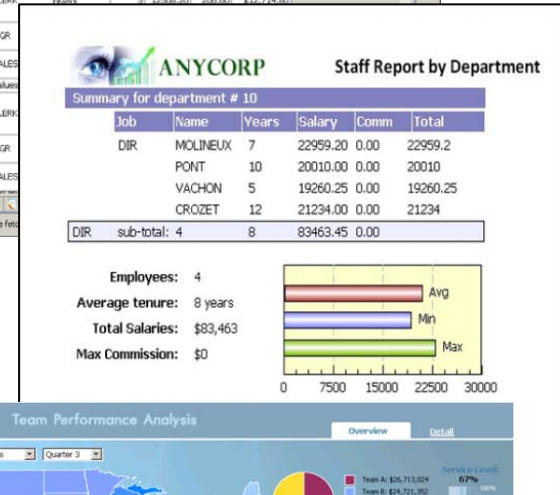 GR
ALES
ANYCORP Staff Report by Department
Summary for department # 10
Job Name Years Salary Comm Total
DIR MOLINEUX 7 22959.20 0.00 22959.2
PONT 10 20010.00 0.00 20010
VACHON 5 19260.25 0.00 19260.25
CROZET 12 21234.00 0.00 21234
DIR sub-total: 4 8 83463.45 0.00
Employees: 4
Average tenure: 8 years
Total Salaries: $83,463
Max Commission: $0
Avg
Min
Max
0 7500 15000 22500 30000
Team Performance Analysis
Overview Detail
Quarter 3
Service Level:
Team A: $26,713,024 67%
Team B: $24,721,352 100%